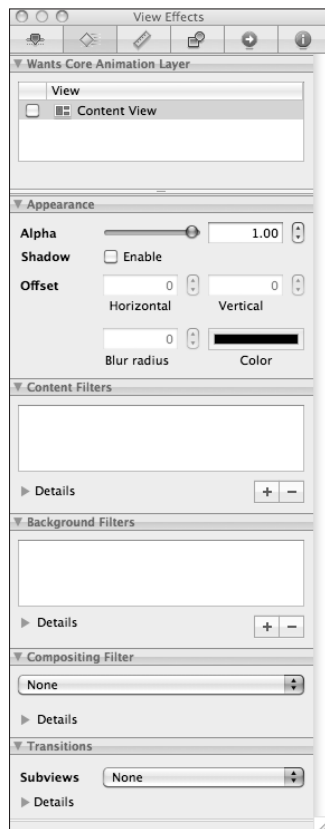 View Effects
Wants Core Animation Layer
View
Content View
Appearance
Alpha 1.00
Shadow Enable
Offset 0 0
Horizontal Vertical
0
Blur radius Color
Content Filters
Details + −
Background Filters
Details + −
Compositing Filter
None
Details
Transitions
Subviews None
Details